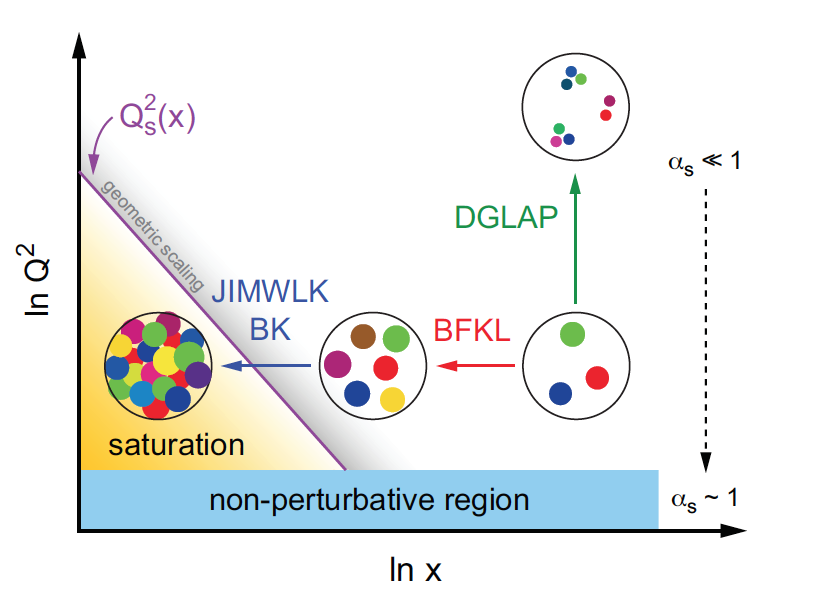 Q²ₛ(x)
geometric scaling
αₛ ≪ 1
DGLAP
ln Q²
JIMWLK
BK
BFKL
saturation
non-perturbative region
αₛ ~ 1
ln x